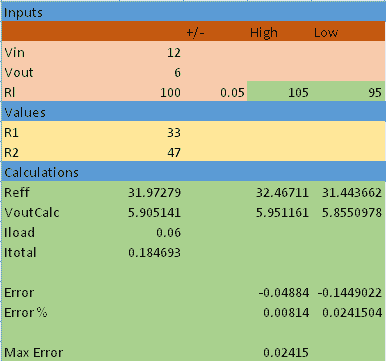 Inputs
+/- High Low
Vin 12
Vout 6
Rl 100 0.05 105 95
Values
R1 33
R2 47
Calculations
Reff 31.97279 32.46711 31.443662
VoutCalc 5.905141 5.951161 5.8550978
Iload 0.06
Itotal 0.184693
Error -0.04884 -0.1449022
Error% 0.00814 0.0241504
Max Error 0.02415